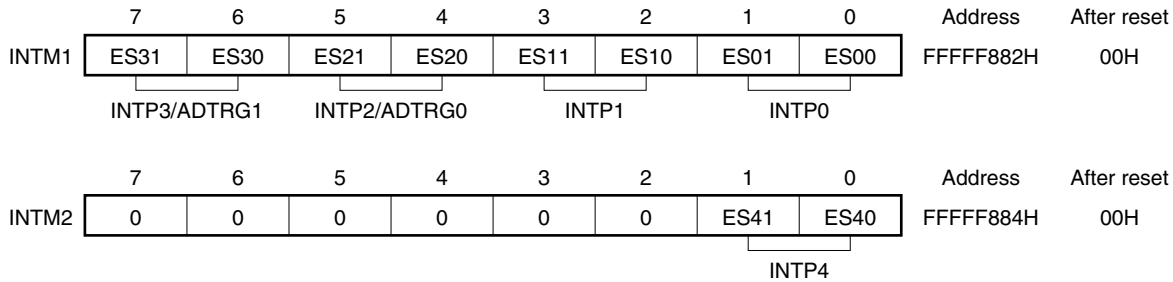 7 6 5 4 3 2 1 0 Address After reset
INTM1 ES31 ES30 ES21 ES20 ES11 ES10 ES01 ES00 FFFFF882H 00H
INTP3/ADTRG1 INTP2/ADTRG0 INTP1 INTP0
7 6 5 4 3 2 1 0 Address After reset
INTM2 0 0 0 0 0 0 ES41 ES40 FFFFF884H 00H
INTP4